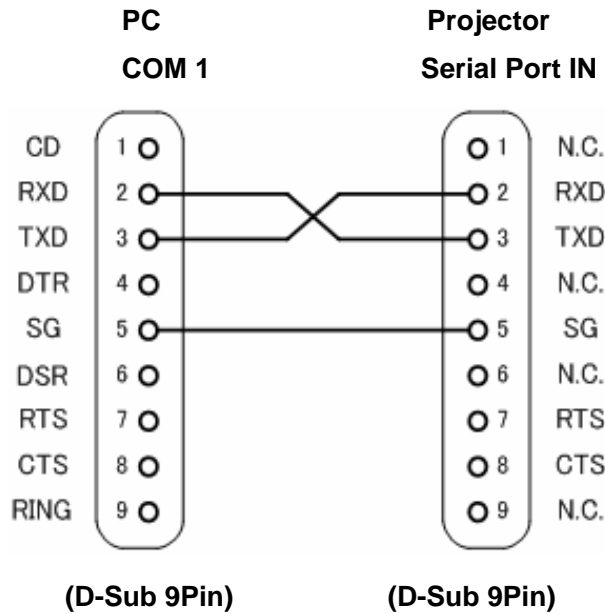 PC Projector
COM 1 Serial Port IN
CD 1 1 N.C.
RXD 2 2 RXD
TXD 3 3 TXD
DTR 4 4 N.C.
SG 5 5 SG
DSR 6 6 N.C.
RTS 7 7 RTS
CTS 8 8 CTS
RING 9 9 N.C.
(D-Sub 9Pin) (D-Sub 9Pin)